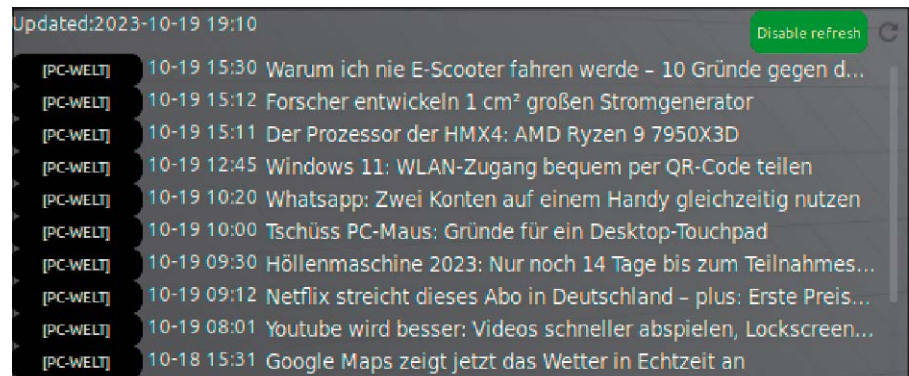 Updated:2023-10-19 19:10
Disable refresh
[PC-WELT] 10-19 15:30 Warum ich nie E-Scooter fahren werde – 10 Gründe gegen d...
[PC-WELT] 10-19 15:12 Forscher entwickeln 1 cm² großen Stromgenerator
[PC-WELT] 10-19 15:11 Der Prozessor der HMX4: AMD Ryzen 9 7950X3D
[PC-WELT] 10-19 12:45 Windows 11: WLAN-Zugang bequem per QR-Code teilen
[PC-WELT] 10-19 10:20 Whatsapp: Zwei Konten auf einem Handy gleichzeitig nutzen
[PC-WELT] 10-19 10:00 Tschüss PC-Maus: Gründe für ein Desktop-Touchpad
[PC-WELT] 10-19 09:30 Höllenmaschine 2023: Nur noch 14 Tage bis zum Teilnahmes...
[PC-WELT] 10-19 09:12 Netflix streicht dieses Abo in Deutschland – plus: Erste Preis...
[PC-WELT] 10-19 08:01 Youtube wird besser: Videos schneller abspielen, Lockscreen...
[PC-WELT] 10-18 15:31 Google Maps zeigt jetzt das Wetter in Echtzeit an